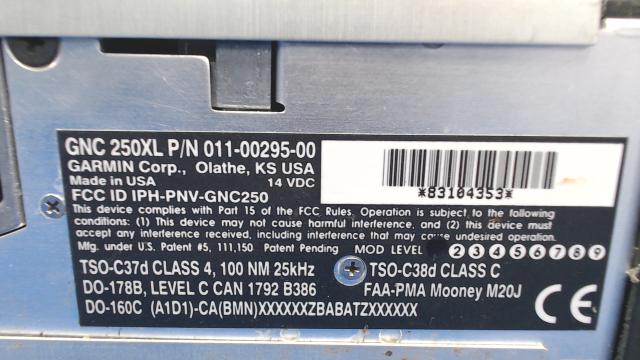 GNC 250XL P/N 011-00295-00
GARMIN Corp., Olathe, KS USA
Made in USA 14 VDC
FCC ID IPH-PNV-GNC250
*83104353*
This device complies with Part 15 of the FCC Rules. Operation is subject to the following
conditions: (1) This device may not cause harmful interference, and (2) this device must
accept any interference received, including interference that may cause undesired operation.
Mfg. under U.S. Patent #5, 111,150 Patent Pending MOD LEVEL 2 3 4 5 6 7 8 9
TSO-C37d CLASS 4, 100 NM 25kHz TSO-C38d CLASS C
DO-178B, LEVEL C CAN 1792 B386 FAA-PMA Mooney M20J
DO-160C (A1D1)-CA(BMN)XXXXXXZBABATZXXXXXX CE